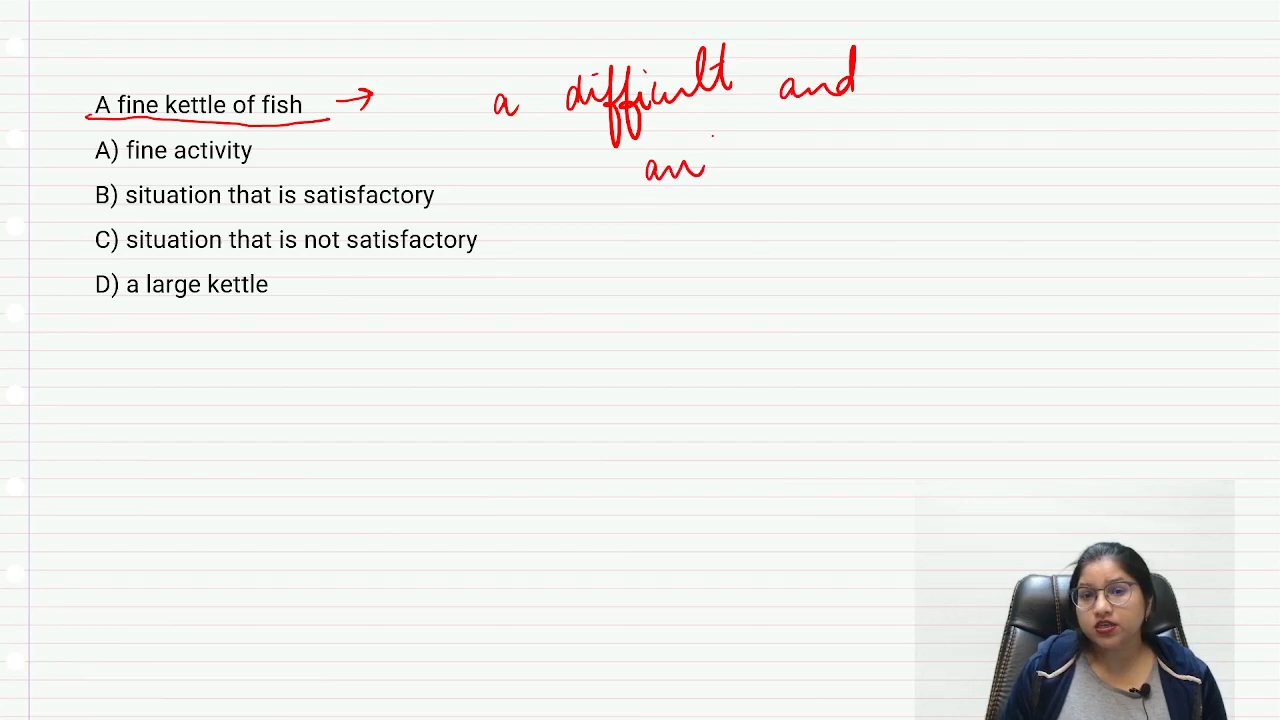 A fine kettle of fish → a difficult and
an
A) fine activity
B) situation that is satisfactory
C) situation that is not satisfactory
D) a large kettle